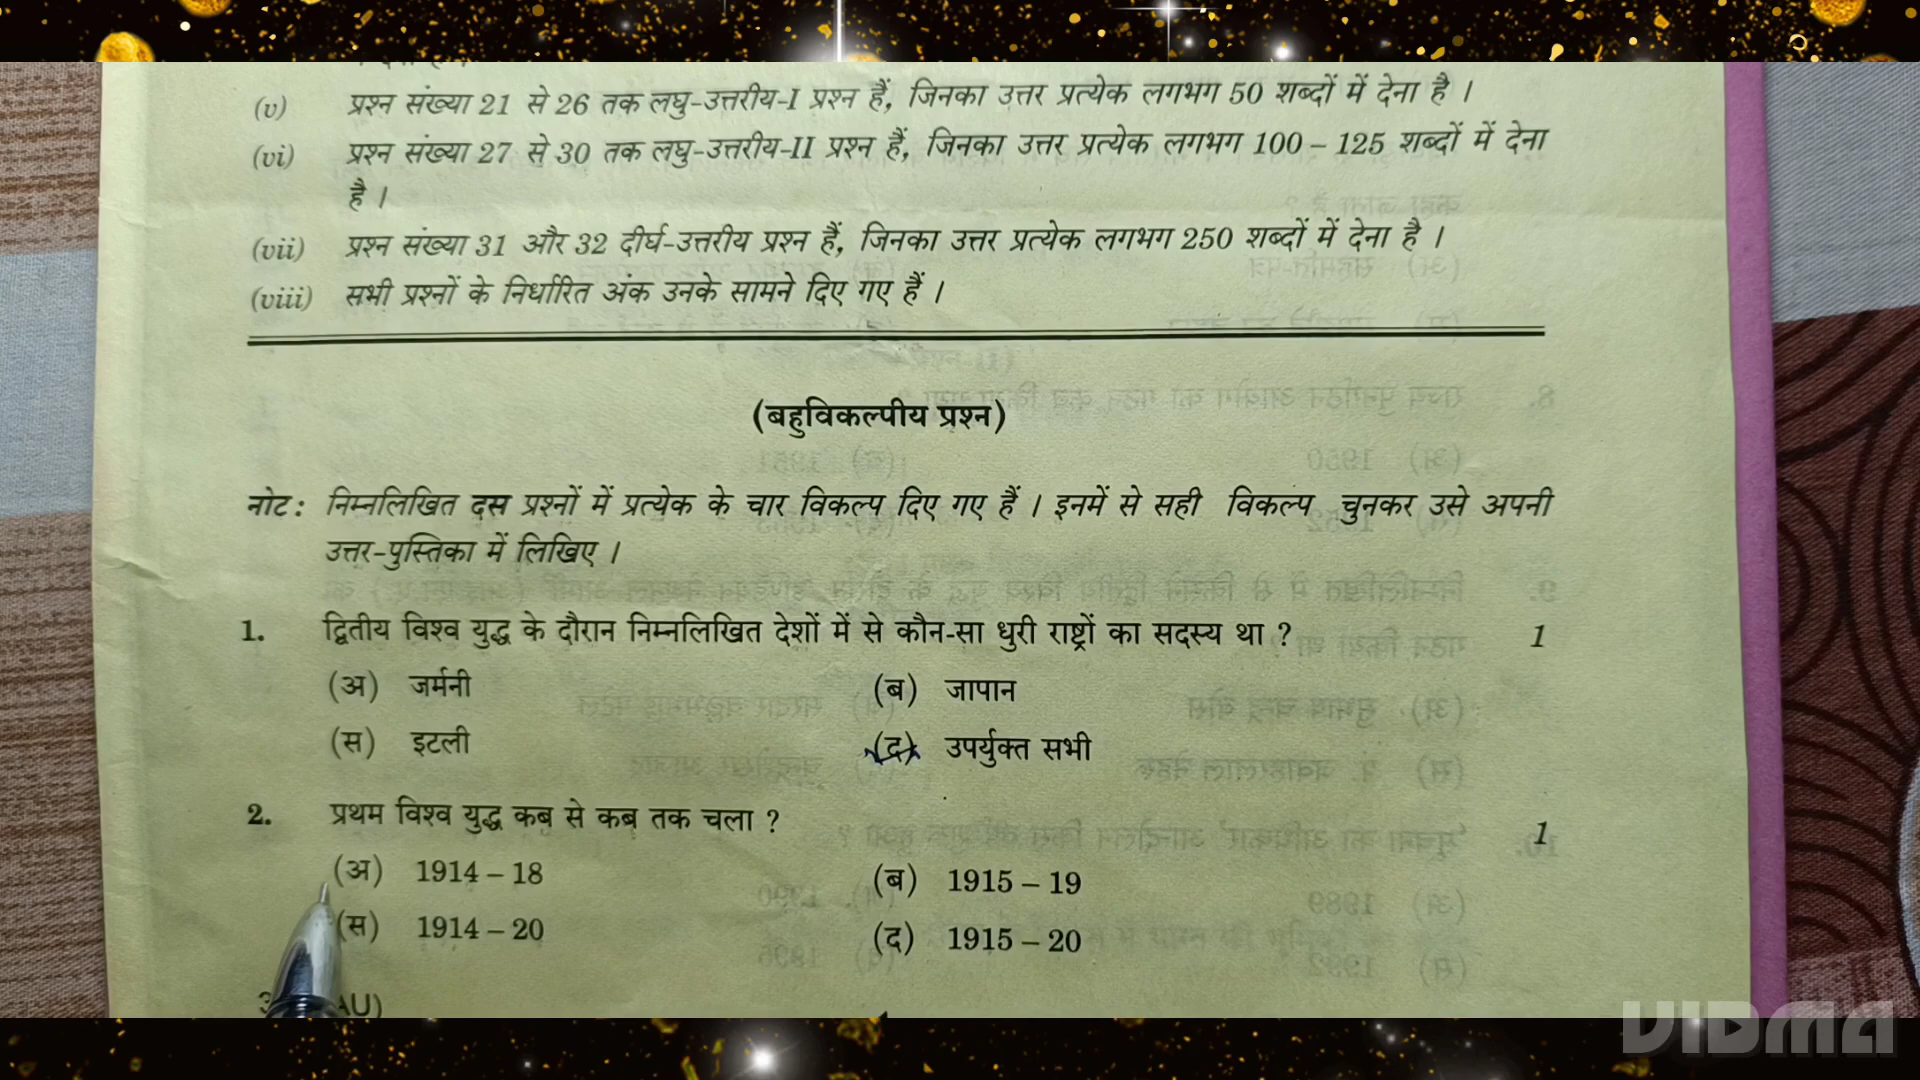 (v) प्रश्न संख्या 21 से 26 तक लघु-उत्तरीय-I प्रश्न हैं, जिनका उत्तर प्रत्येक लगभग 50 शब्दों में देना है ।
(vi) प्रश्न संख्या 27 से 30 तक लघु-उत्तरीय-II प्रश्न हैं, जिनका उत्तर प्रत्येक लगभग 100 – 125 शब्दों में देना
है ।
(vii) प्रश्न संख्या 31 और 32 दीर्घ-उत्तरीय प्रश्न हैं, जिनका उत्तर प्रत्येक लगभग 250 शब्दों में देना है ।
(viii) सभी प्रश्नों के निर्धारित अंक उनके सामने दिए गए हैं ।
(बहुविकल्पीय प्रश्न)
नोट : निम्नलिखित दस प्रश्नों में प्रत्येक के चार विकल्प दिए गए हैं । इनमें से सही विकल्प चुनकर उसे अपनी
उत्तर-पुस्तिका में लिखिए ।
1. द्वितीय विश्व युद्ध के दौरान निम्नलिखित देशों में से कौन-सा धुरी राष्ट्रों का सदस्य था ? 1
(अ) जर्मनी (ब) जापान
(स) इटली (द) उपर्युक्त सभी
2. प्रथम विश्व युद्ध कब से कब तक चला ? 1
(अ) 1914 – 18 (ब) 1915 – 19
(स) 1914 – 20 (द) 1915 – 20
AU)
VIDMA